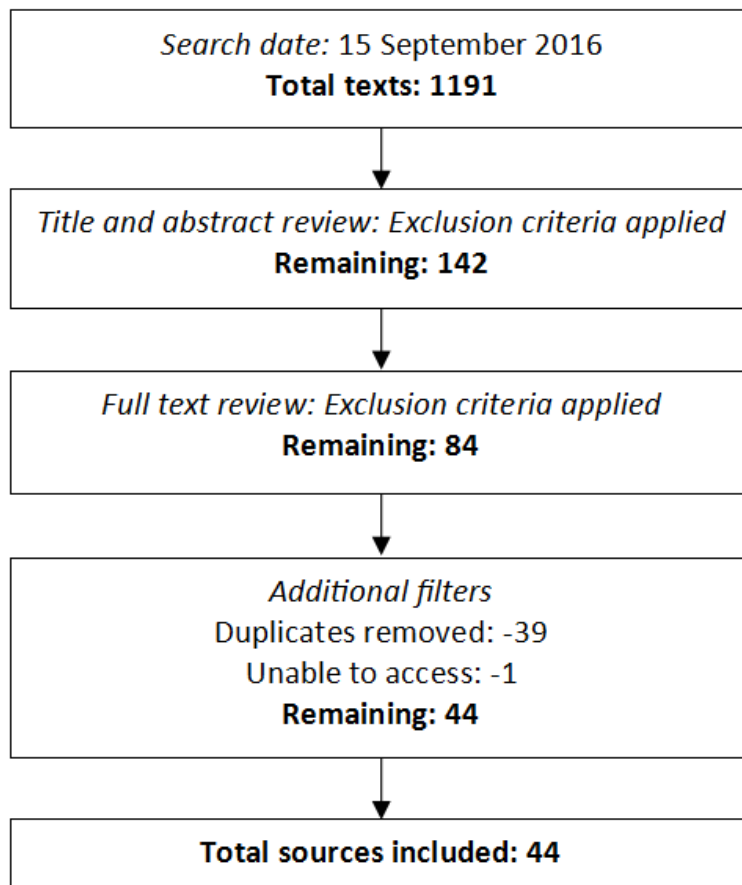 Search date: 15 September 2016
Total texts: 1191
Title and abstract review: Exclusion criteria applied
Remaining: 142
Full text review: Exclusion criteria applied
Remaining: 84
Additional filters
Duplicates removed: -39
Unable to access: -1
Remaining: 44
Total sources included: 44